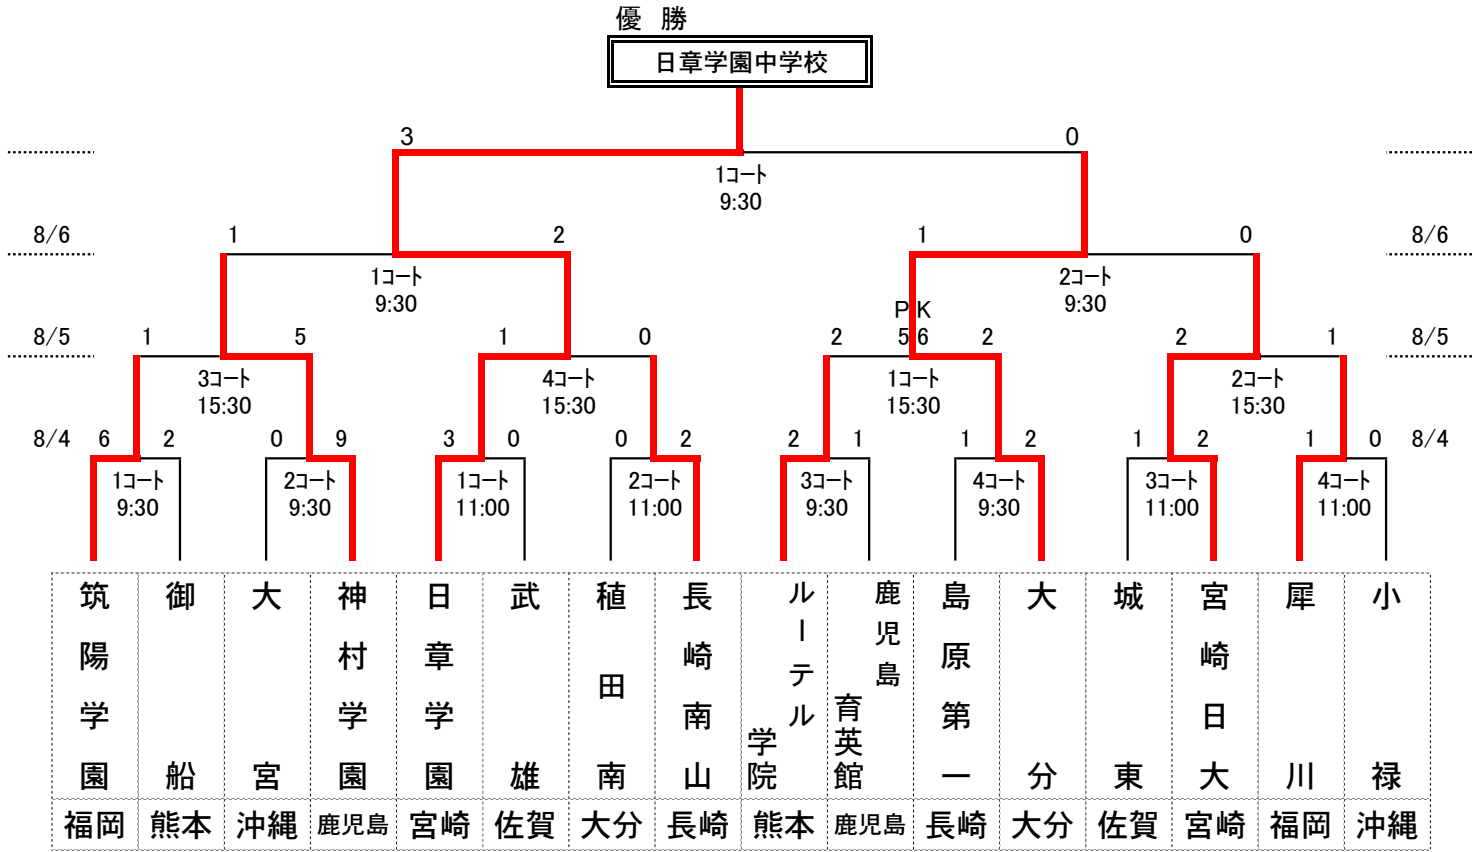 優 勝
日章学園中学校
3 0
1コート
9:30
8/6 1 2 1 0 8/6
1コート 2コート
9:30 9:30
PK
8/5 1 5 1 0 2 5 6 2 2 1 8/5
3コート 4コート 1コート 2コート
15:30 15:30 15:30 15:30
8/4 6 2 0 9 3 0 0 2 2 1 1 2 1 2 1 0 8/4
1コート 2コート 1コート 2コート 3コート 4コート 3コート 4コート
9:30 9:30 11:00 11:00 9:30 9:30 11:00 11:00
筑陽学園
御船
大宮
神村学園
日章学園
武雄
稙田南
長崎南山
ルーテル
学院
鹿児島
育英館
島原第一
大分
城東
宮崎日大
犀川
小禄
福岡 熊本 沖縄 鹿児島 宮崎 佐賀 大分 長崎 熊本 鹿児島 長崎 大分 佐賀 宮崎 福岡 沖縄